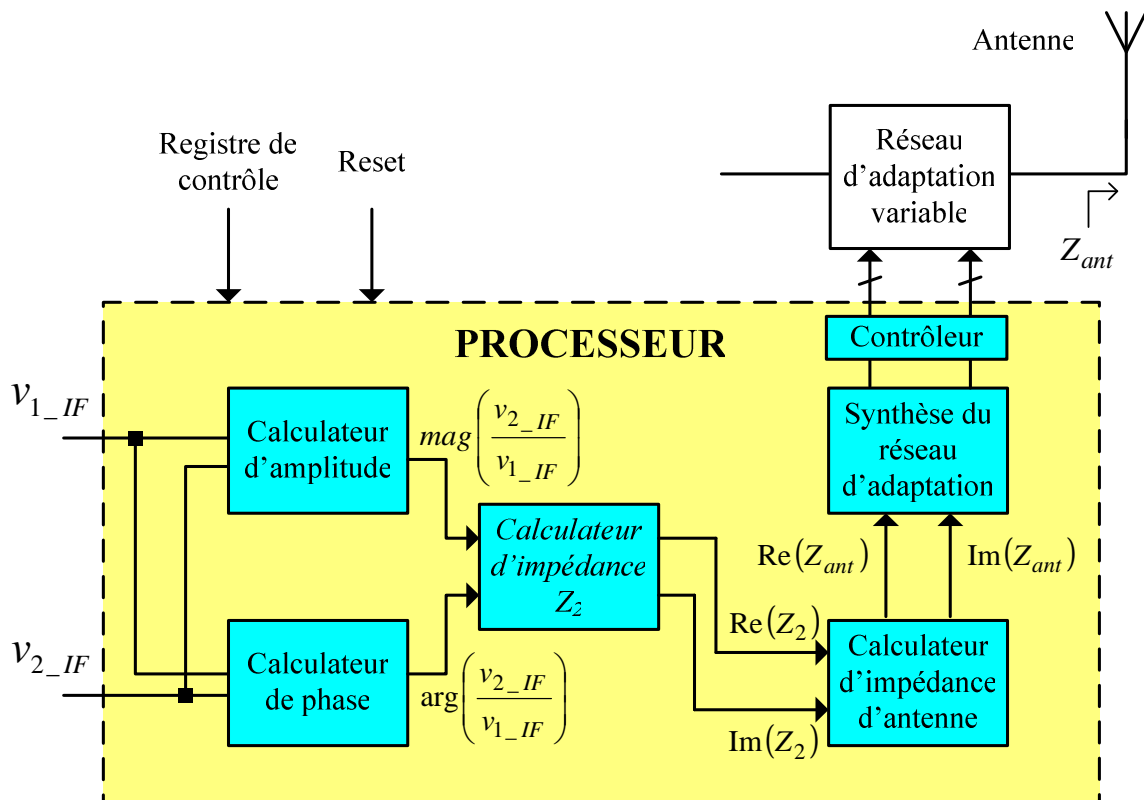 Antenne
Registre de
contrôle
Reset
Réseau
d'adaptation
variable
Z_ant
PROCESSEUR
Contrôleur
v_1_IF
Calculateur
d'amplitude
mag(v_2_IF / v_1_IF)
Synthèse du
réseau
d'adaptation
Calculateur
d'impédance
Z_2
Re(Z_ant)
Im(Z_ant)
v_2_IF
Calculateur
de phase
arg(v_2_IF / v_1_IF)
Re(Z_2)
Im(Z_2)
Calculateur
d'impédance
d'antenne